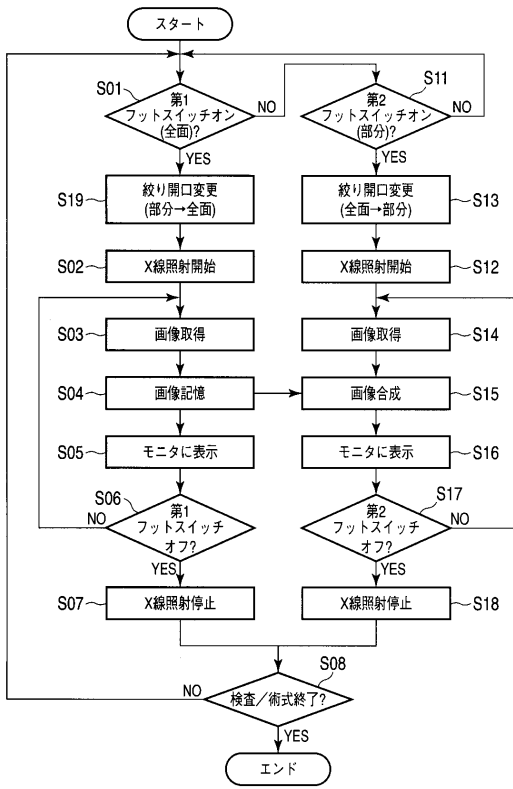 スタート
S01
第1
フットスイッチオン
(全面)?
NO
YES
S11
第2
フットスイッチオン
(部分)?
NO
YES
S19
絞り開口変更
(部分→全面)
絞り開口変更
(全面→部分)
S13
S02
X線照射開始
X線照射開始
S12
S03
画像取得
画像取得
S14
S04
画像記憶
画像合成
S15
S05
モニタに表示
モニタに表示
S16
S06
第1
フットスイッチ
オフ?
NO
YES
S17
第2
フットスイッチ
オフ?
NO
YES
S07
X線照射停止
X線照射停止
S18
S08
検査/術式終了?
NO
YES
エンド